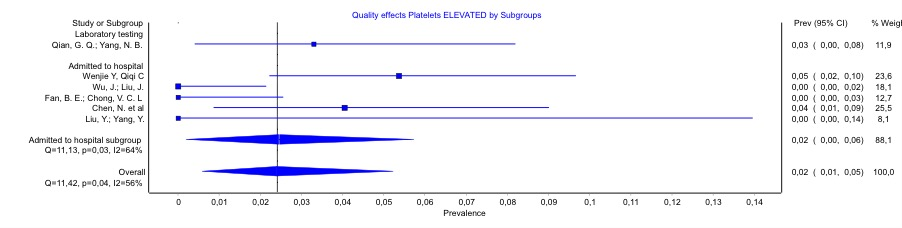 Quality effects Platelets ELEVATED by Subgroups
Study or Subgroup Prev (95% CI) % Weigl
Laboratory testing
Qian, G. Q.; Yang, N. B. 0,03 ( 0,00, 0,08) 11,9
Admitted to hospital
Wenjie Y, Qiqi C 0,05 ( 0,02, 0,10) 23,6
Wu, J.; Liu, J. 0,00 ( 0,00, 0,02) 18,1
Fan, B. E.; Chong, V. C. L 0,00 ( 0,00, 0,03) 12,7
Chen, N. et al 0,04 ( 0,01, 0,09) 25,5
Liu, Y.; Yang, Y. 0,00 ( 0,00, 0,14) 8,1
Admitted to hospital subgroup 0,02 ( 0,00, 0,06) 88,1
Q=11,13, p=0,03, I2=64%
Overall 0,02 ( 0,01, 0,05) 100,0
Q=11,42, p=0,04, I2=56%
0 0,01 0,02 0,03 0,04 0,05 0,06 0,07 0,08 0,09 0,1 0,11 0,12 0,13 0,14
Prevalence